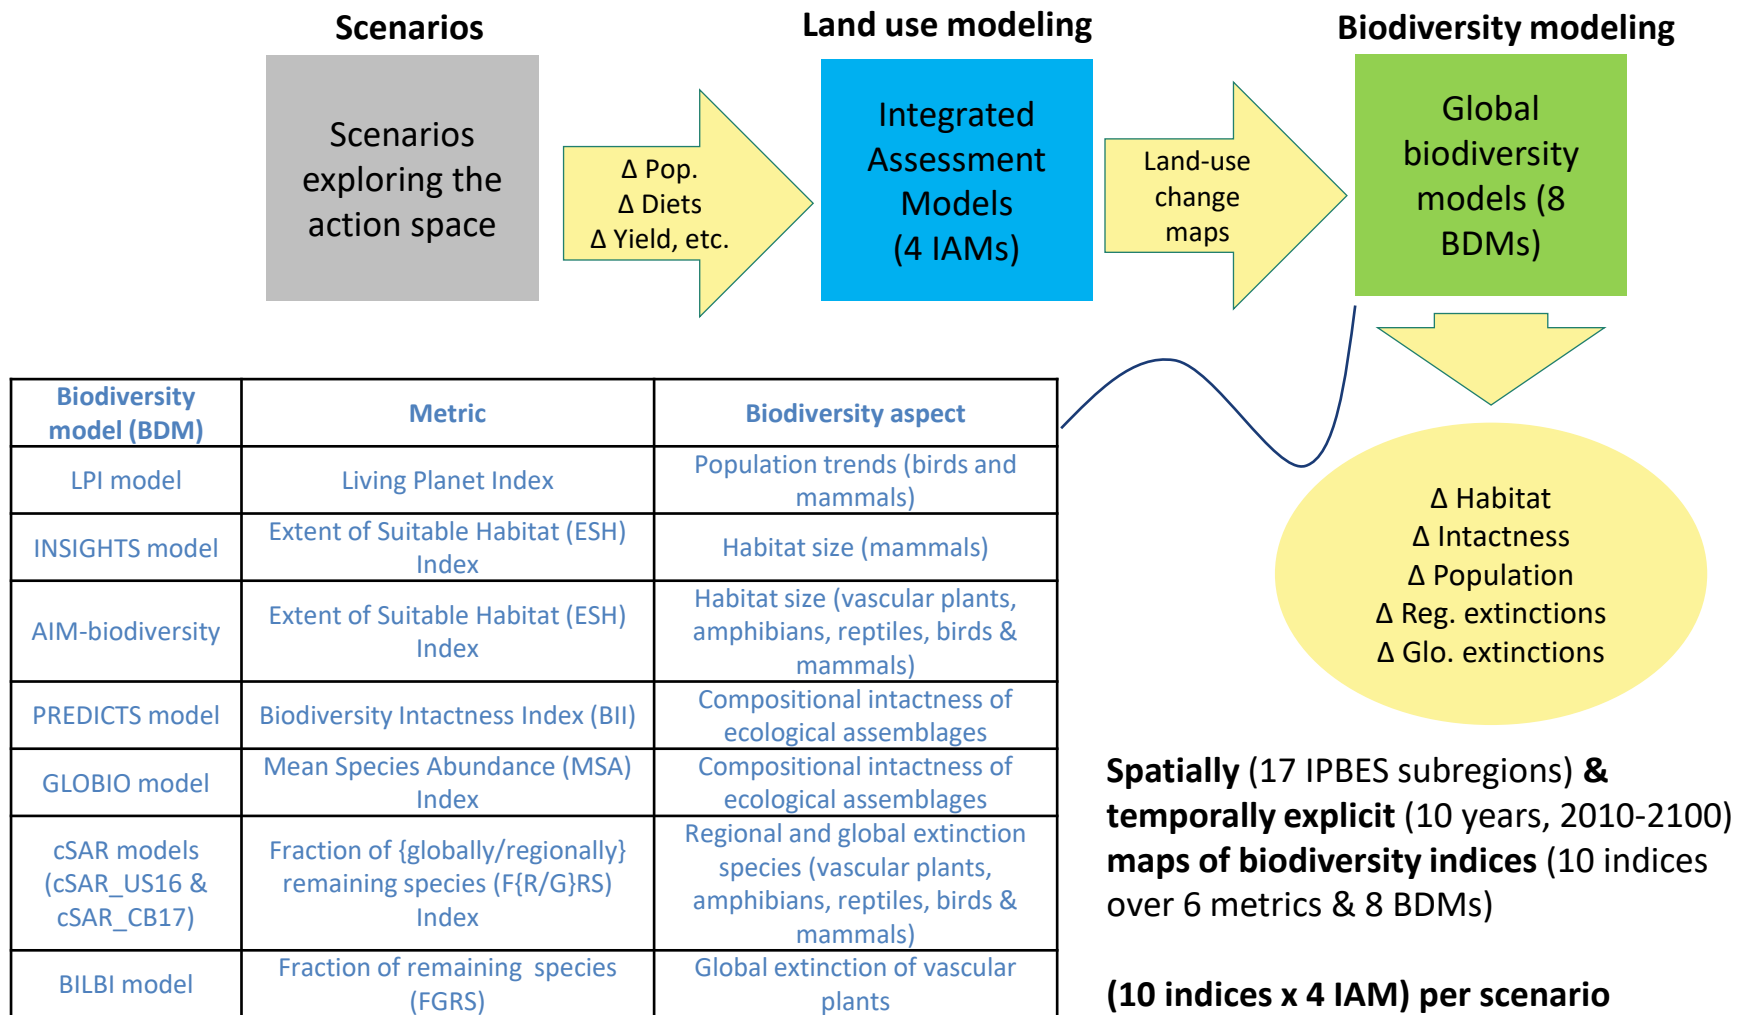 Scenarios
Land use modeling
Biodiversity modeling
Scenarios
exploring the
action space
Δ Pop.
Δ Diets
Δ Yield, etc.
Integrated
Assessment
Models
(4 IAMs)
Land-use
change
maps
Global
biodiversity
models (8
BDMs)
Biodiversity
model (BDM)
Metric
Biodiversity aspect
LPI model
Living Planet Index
Population trends (birds and
mammals)
INSIGHTS model
Extent of Suitable Habitat (ESH)
Index
Habitat size (mammals)
AIM-biodiversity
Extent of Suitable Habitat (ESH)
Index
Habitat size (vascular plants,
amphibians, reptiles, birds &
mammals)
PREDICTS model
Biodiversity Intactness Index (BII)
Compositional intactness of
ecological assemblages
GLOBIO model
Mean Species Abundance (MSA)
Index
Compositional intactness of
ecological assemblages
cSAR models
(cSAR_US16 &
cSAR_CB17)
Fraction of {globally/regionally}
remaining species (F{R/G}RS)
Index
Regional and global extinction
species (vascular plants,
amphibians, reptiles, birds &
mammals)
BILBI model
Fraction of remaining species
(FGRS)
Global extinction of vascular
plants
Δ Habitat
Δ Intactness
Δ Population
Δ Reg. extinctions
Δ Glo. extinctions
Spatially (17 IPBES subregions) &
temporally explicit (10 years, 2010-2100)
maps of biodiversity indices (10 indices
over 6 metrics & 8 BDMs)
(10 indices x 4 IAM) per scenario